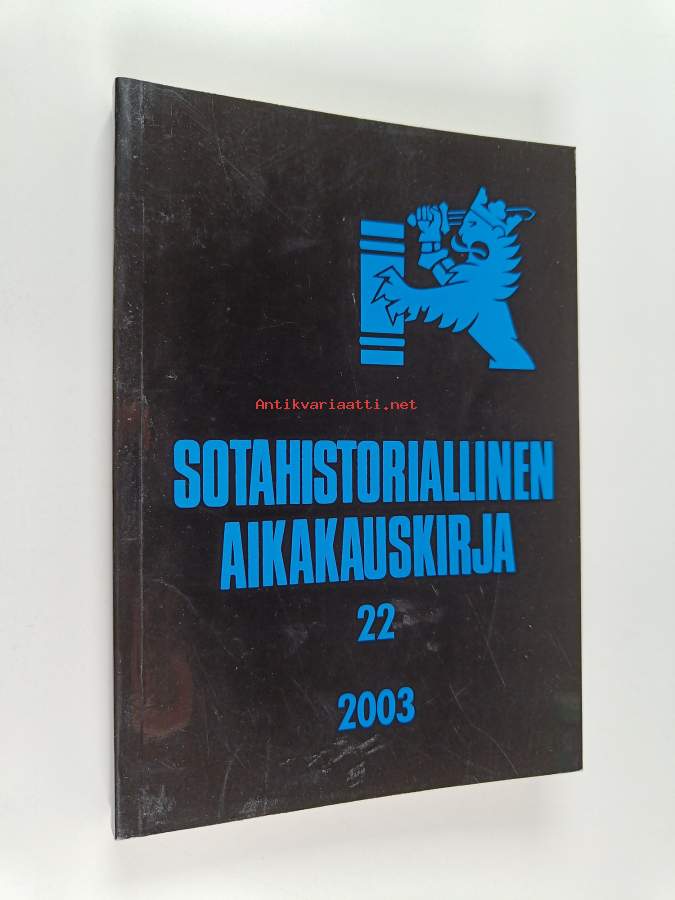 Antikvariaatti.net
SOTAHISTORIALLINEN
AIKAKAUSKIRJA
22
2003